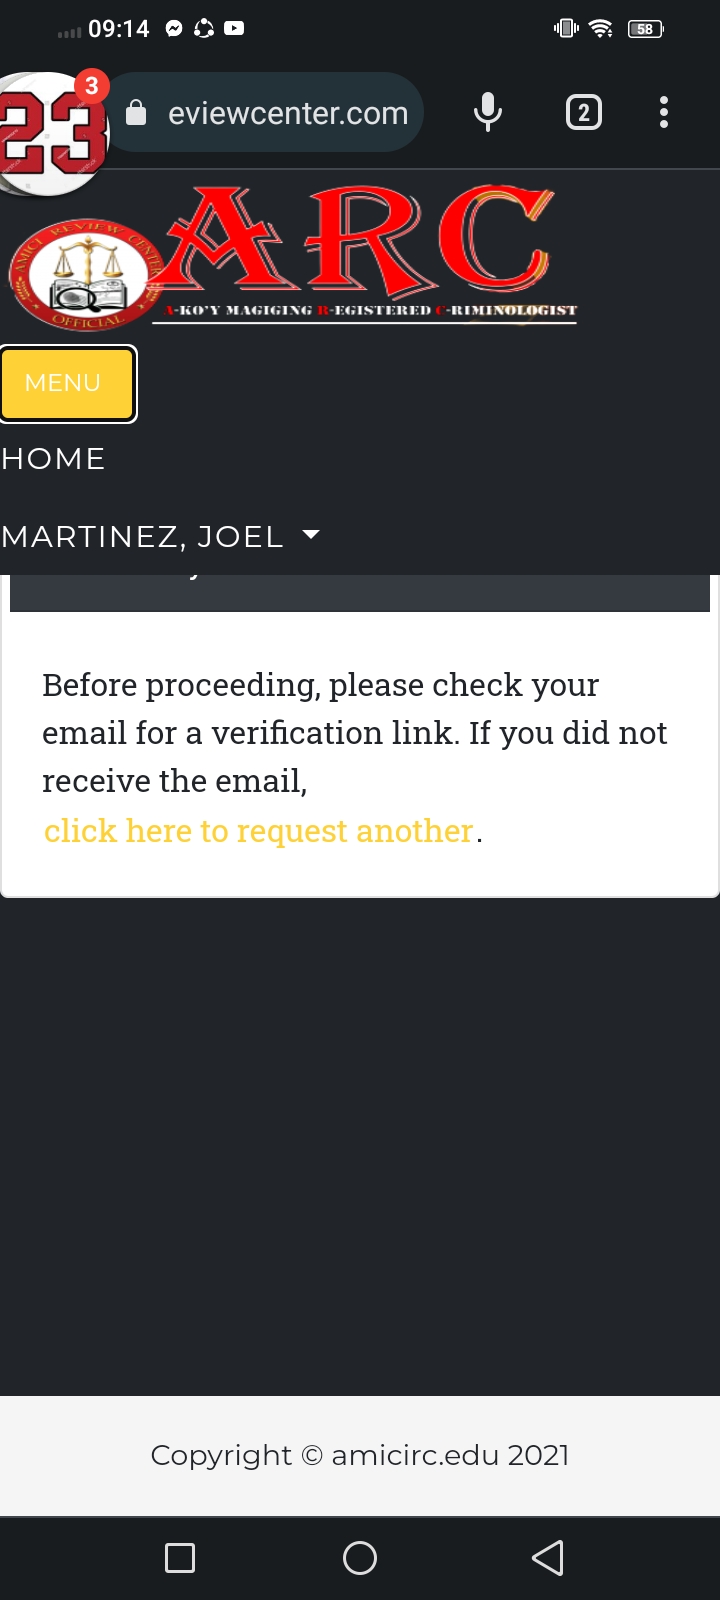 09:14
58
3
23
eviewcenter.com
2
ARC
AMICI REVIEW CENTER
OFFICIAL
A-KO'Y MAGIGING R-EGISTERED C-RIMINOLOGIST
MENU
HOME
MARTINEZ, JOEL
Before proceeding, please check your
email for a verification link. If you did not
receive the email,
click here to request another.
Copyright © amicirc.edu 2021